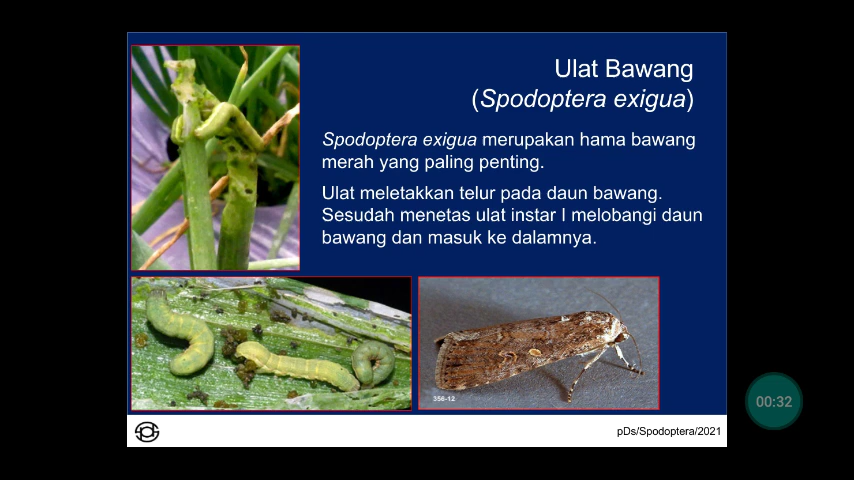 Ulat Bawang
(Spodoptera exigua)
Spodoptera exigua merupakan hama bawang
merah yang paling penting.
Ulat meletakkan telur pada daun bawang.
Sesudah menetas ulat instar I melobangi daun
bawang dan masuk ke dalamnya.
356-12
00:32
pDs/Spodoptera/2021